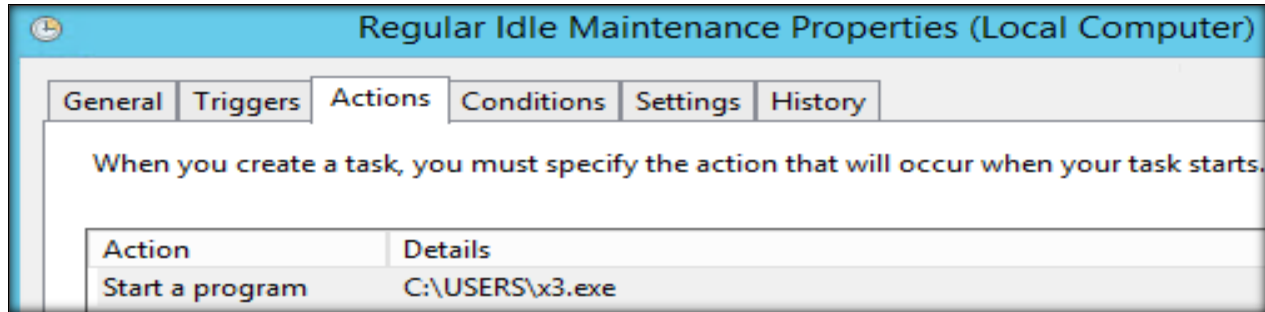 Regular Idle Maintenance Properties (Local Computer)
General Triggers Actions Conditions Settings History
When you create a task, you must specify the action that will occur when your task starts.
Action Details
Start a program C:\USERS\x3.exe